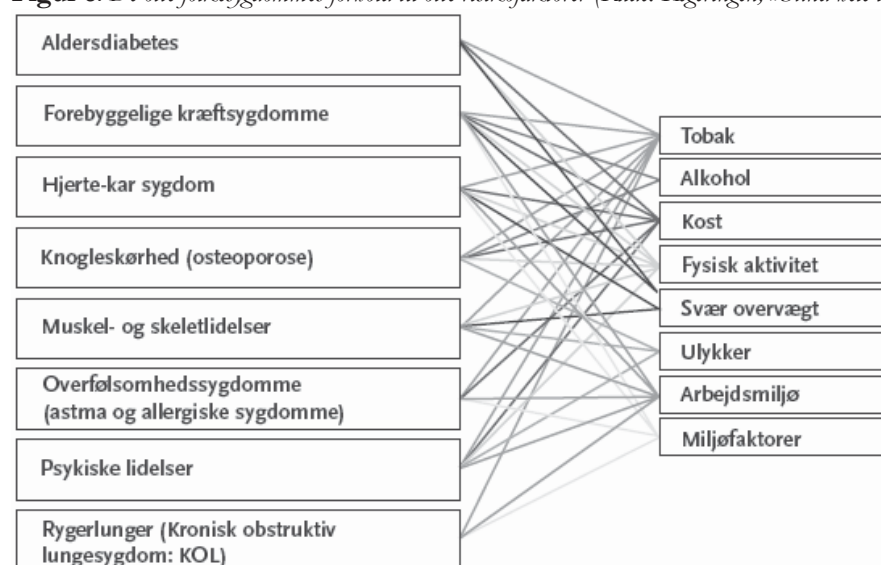 Aldersdiabetes
Forebyggelige kræftsygdomme
Hjerte-kar sygdom
Knogleskørhed (osteoporose)
Muskel- og skeletlidelser
Overfølsomhedssygdomme
(astma og allergiske sygdomme)
Psykiske lidelser
Rygerlunger (Kronisk obstruktiv
lungesygdom: KOL)
Tobak
Alkohol
Kost
Fysisk aktivitet
Svær overvægt
Ulykker
Arbejdsmiljø
Miljøfaktorer